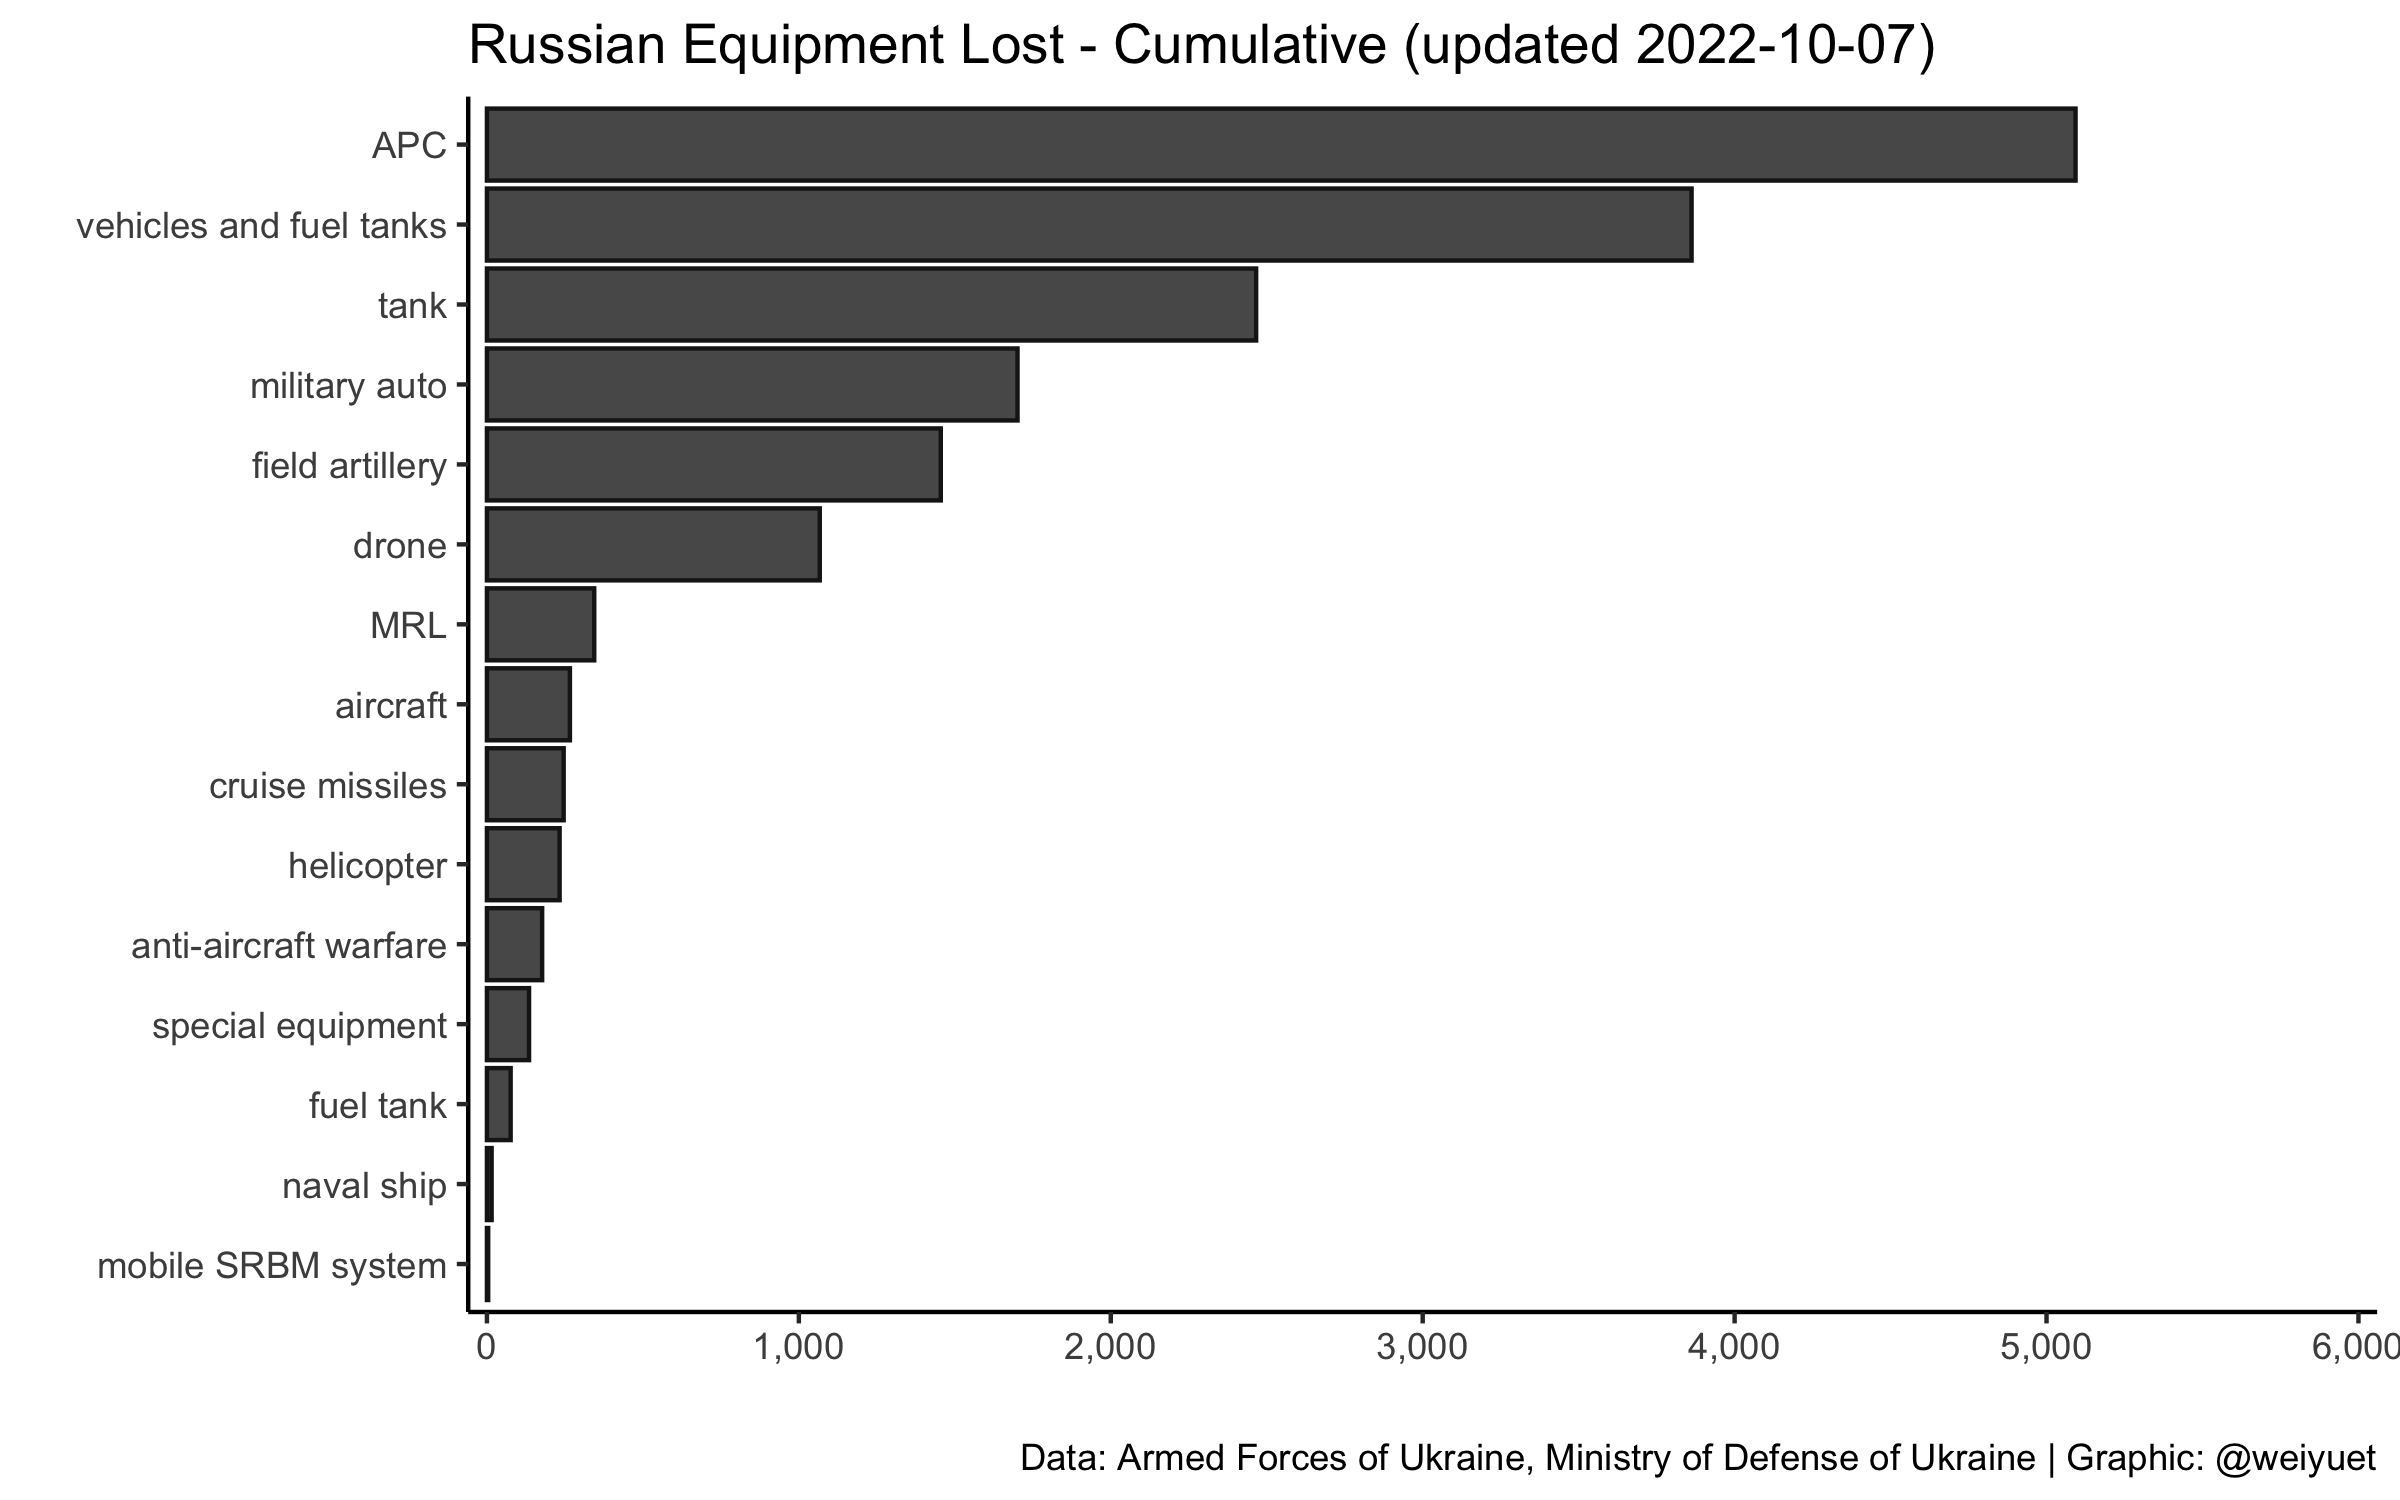 Russian Equipment Lost - Cumulative (updated 2022-10-07)
APC
vehicles and fuel tanks
tank
military auto
field artillery
drone
MRL
aircraft
cruise missiles
helicopter
anti-aircraft warfare
special equipment
fuel tank
naval ship
mobile SRBM system
0 1,000 2,000 3,000 4,000 5,000 6,000
Data: Armed Forces of Ukraine, Ministry of Defense of Ukraine | Graphic: @weiyuet